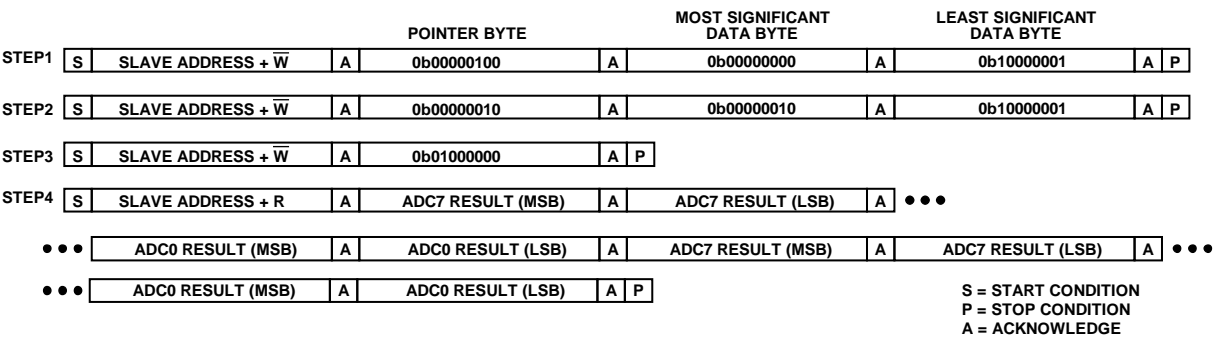 POINTER BYTE MOST SIGNIFICANT DATA BYTE LEAST SIGNIFICANT DATA BYTE
STEP1 S SLAVE ADDRESS + W̅ A 0b00000100 A 0b00000000 A 0b10000001 A P
STEP2 S SLAVE ADDRESS + W̅ A 0b00000010 A 0b00000010 A 0b10000001 A P
STEP3 S SLAVE ADDRESS + W̅ A 0b01000000 A P
STEP4 S SLAVE ADDRESS + R A ADC7 RESULT (MSB) A ADC7 RESULT (LSB) A •••
••• ADC0 RESULT (MSB) A ADC0 RESULT (LSB) A ADC7 RESULT (MSB) A ADC7 RESULT (LSB) A •••
••• ADC0 RESULT (MSB) A ADC0 RESULT (LSB) A P
S = START CONDITION
P = STOP CONDITION
A = ACKNOWLEDGE